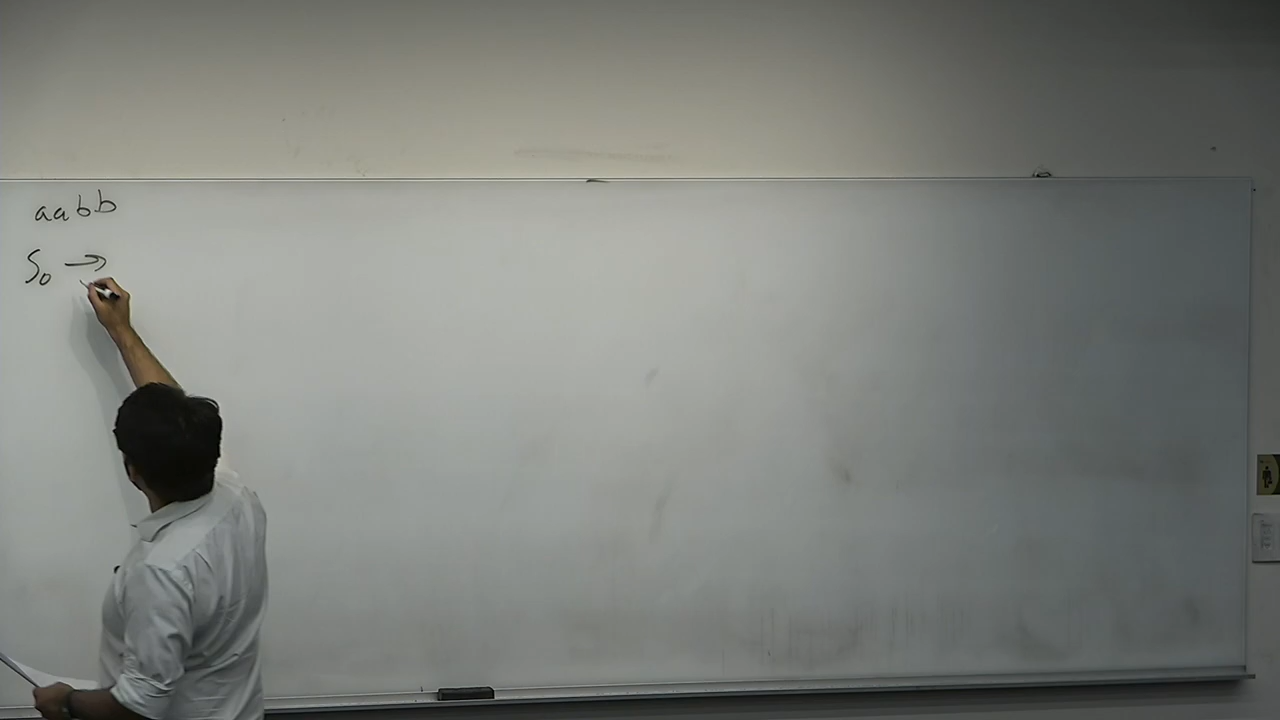 aabb
S₀ →